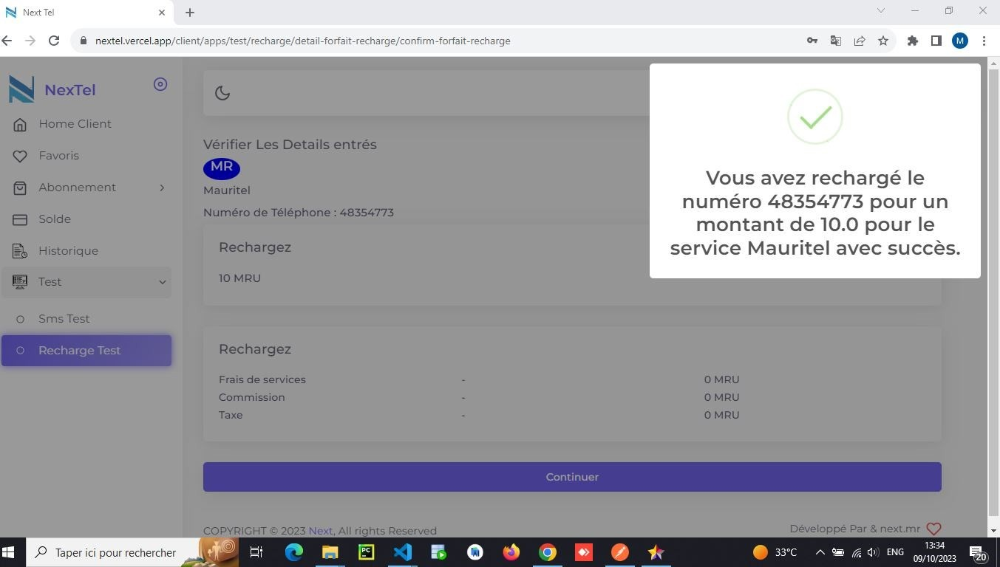 Next Tel
nextel.vercel.app/client/apps/test/recharge/detail-forfait-recharge/confirm-forfait-recharge
M
NexTel
Home Client
Favoris
Abonnement
Solde
Historique
Test
Sms Test
Recharge Test
Vérifier Les Details entrés
MR
Mauritel
Numéro de Téléphone : 48354773
Rechargez
10 MRU
Vous avez rechargé le
numéro 48354773 pour un
montant de 10.0 pour le
service Mauritel avec succès.
Rechargez
Frais de services - 0 MRU
Commission - 0 MRU
Taxe - 0 MRU
Continuer
COPYRIGHT © 2023 Next, All rights Reserved
Développé Par & next.mr
Taper ici pour rechercher
PC
33°C
ENG
13:34
09/10/2023
20